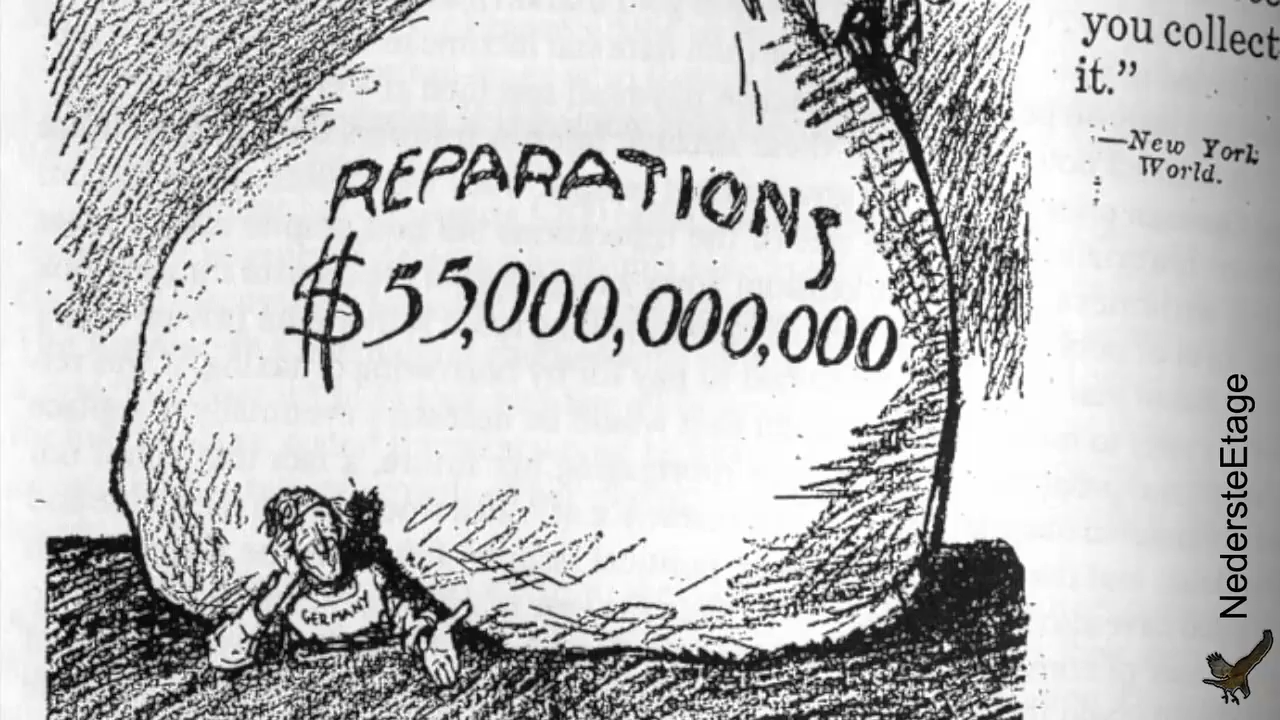 you collect
it.”
—New York
World.
REPARATIONS
$55,000,000,000
GERMANY
NedersteEtage